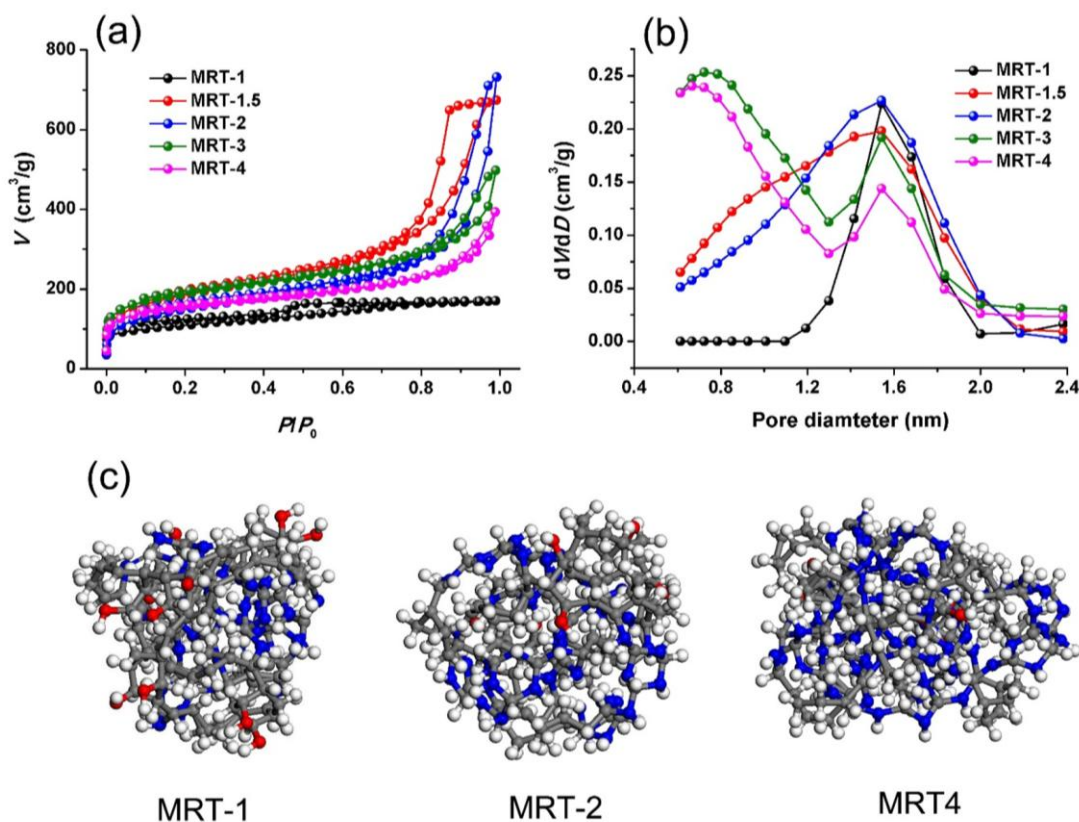 (a)
800
600
400
200
0
V (cm³/g)
MRT-1
MRT-1.5
MRT-2
MRT-3
MRT-4
0.0 0.2 0.4 0.6 0.8 1.0
P/P₀
(b)
0.25
0.20
0.15
0.10
0.05
0.00
dV/dD (cm³/g)
MRT-1
MRT-1.5
MRT-2
MRT-3
MRT-4
0.4 0.8 1.2 1.6 2.0 2.4
Pore diamteter (nm)
(c)
MRT-1 MRT-2 MRT4